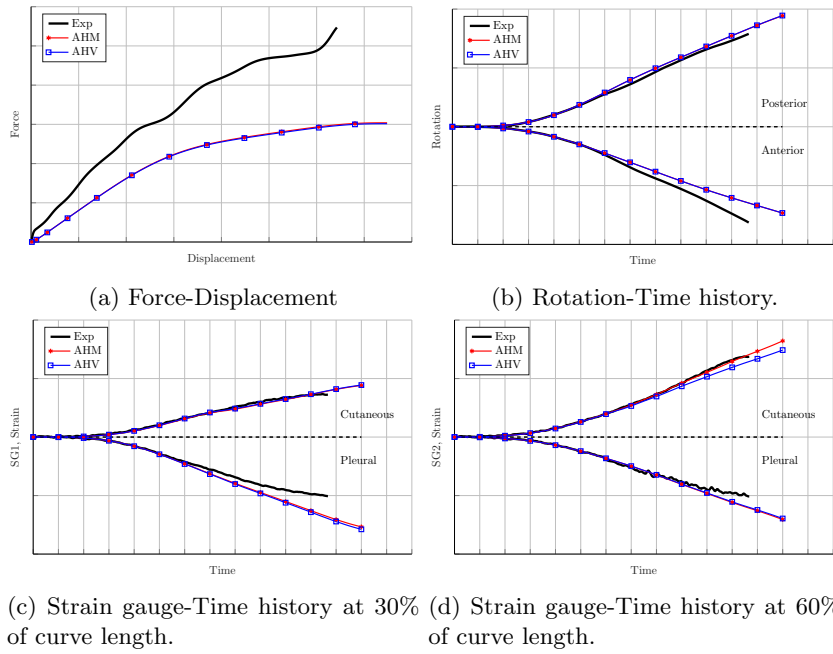 Exp
AHM
AHV
Force
Displacement
(a) Force-Displacement
Exp
AHM
AHV
Rotation
Posterior
Anterior
Time
(b) Rotation-Time history.
Exp
AHM
AHV
SG1, Strain
Cutaneous
Pleural
Time
(c) Strain gauge-Time history at 30%
of curve length.
Exp
AHM
AHV
SG2, Strain
Cutaneous
Pleural
Time
(d) Strain gauge-Time history at 60%
of curve length.